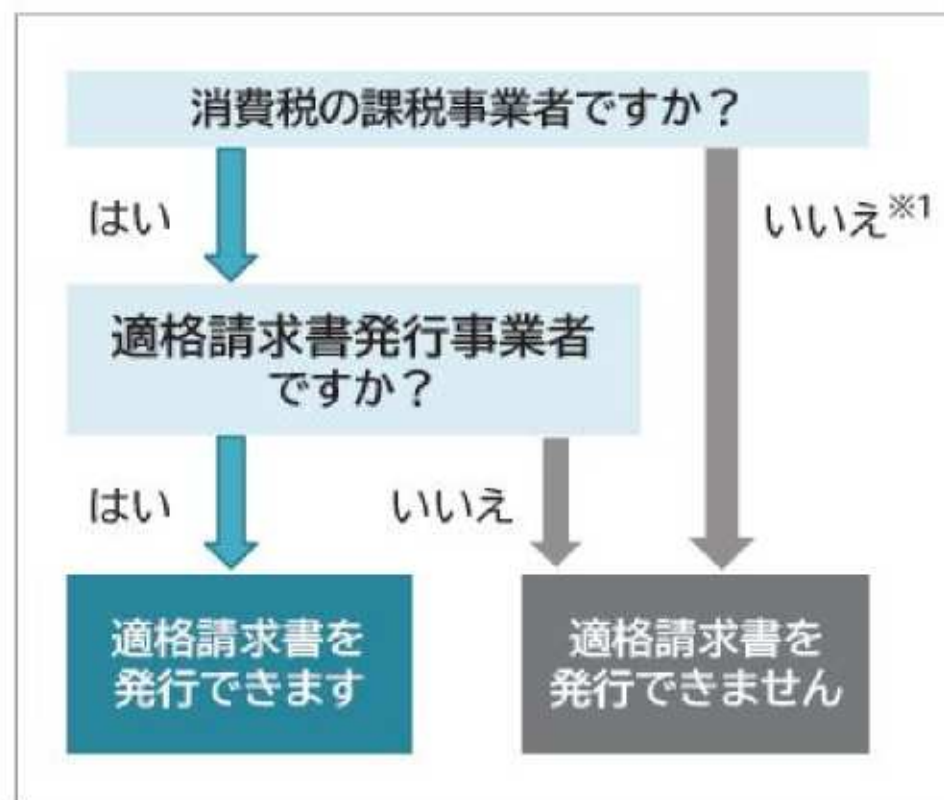 消費税の課税事業者ですか？
はい
いいえ※1
適格請求書発行事業者
ですか？
はい
いいえ
適格請求書を
発行できます
適格請求書を
発行できません